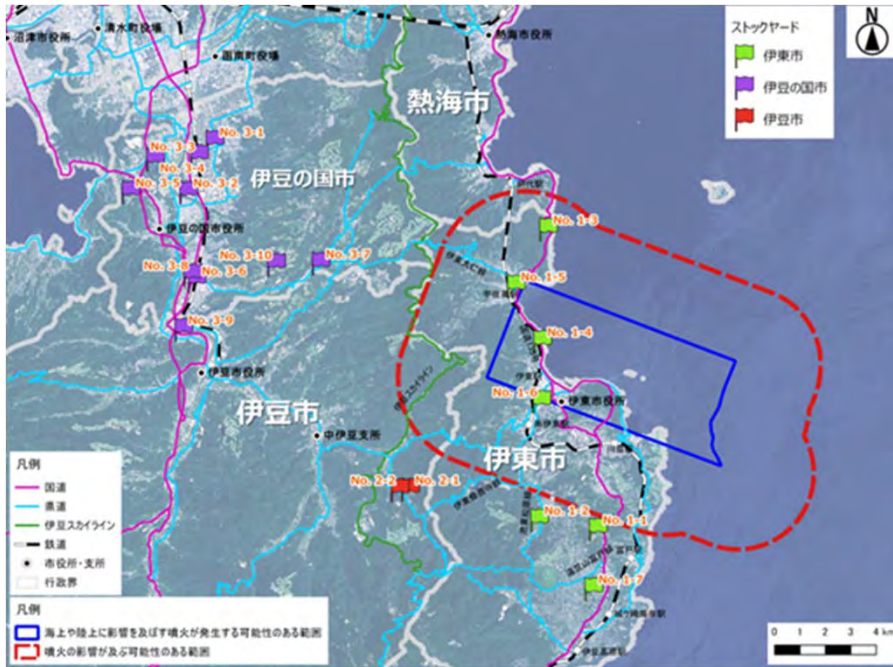 沼津市役所
清水町役場
函南町役場
熱海市役所
N
ストックヤード
伊東市
伊豆の国市
伊豆市
熱海市
No. 3-1
No. 3-3
No. 3-4
No. 3-5
No. 3-2
伊豆の国市
伊豆の国市役所
No. 1-3
No. 3-10
No. 3-7
No. 3-8
No. 3-6
No. 1-5
No. 3-9
No. 1-4
伊豆市役所
伊豆スカイライン
No. 1-6
伊東市役所
伊豆市
中伊豆支所
伊東市
No. 2-2
No. 2-1
No. 1-2
No. 1-1
No. 1-7
凡例
国道
県道
伊豆スカイライン
鉄道
市役所・支所
行政界
凡例
海上や陸上に影響を及ぼす噴火が発生する可能性のある範囲
噴火の影響が及ぶ可能性のある範囲
0 1 2 3 4 km